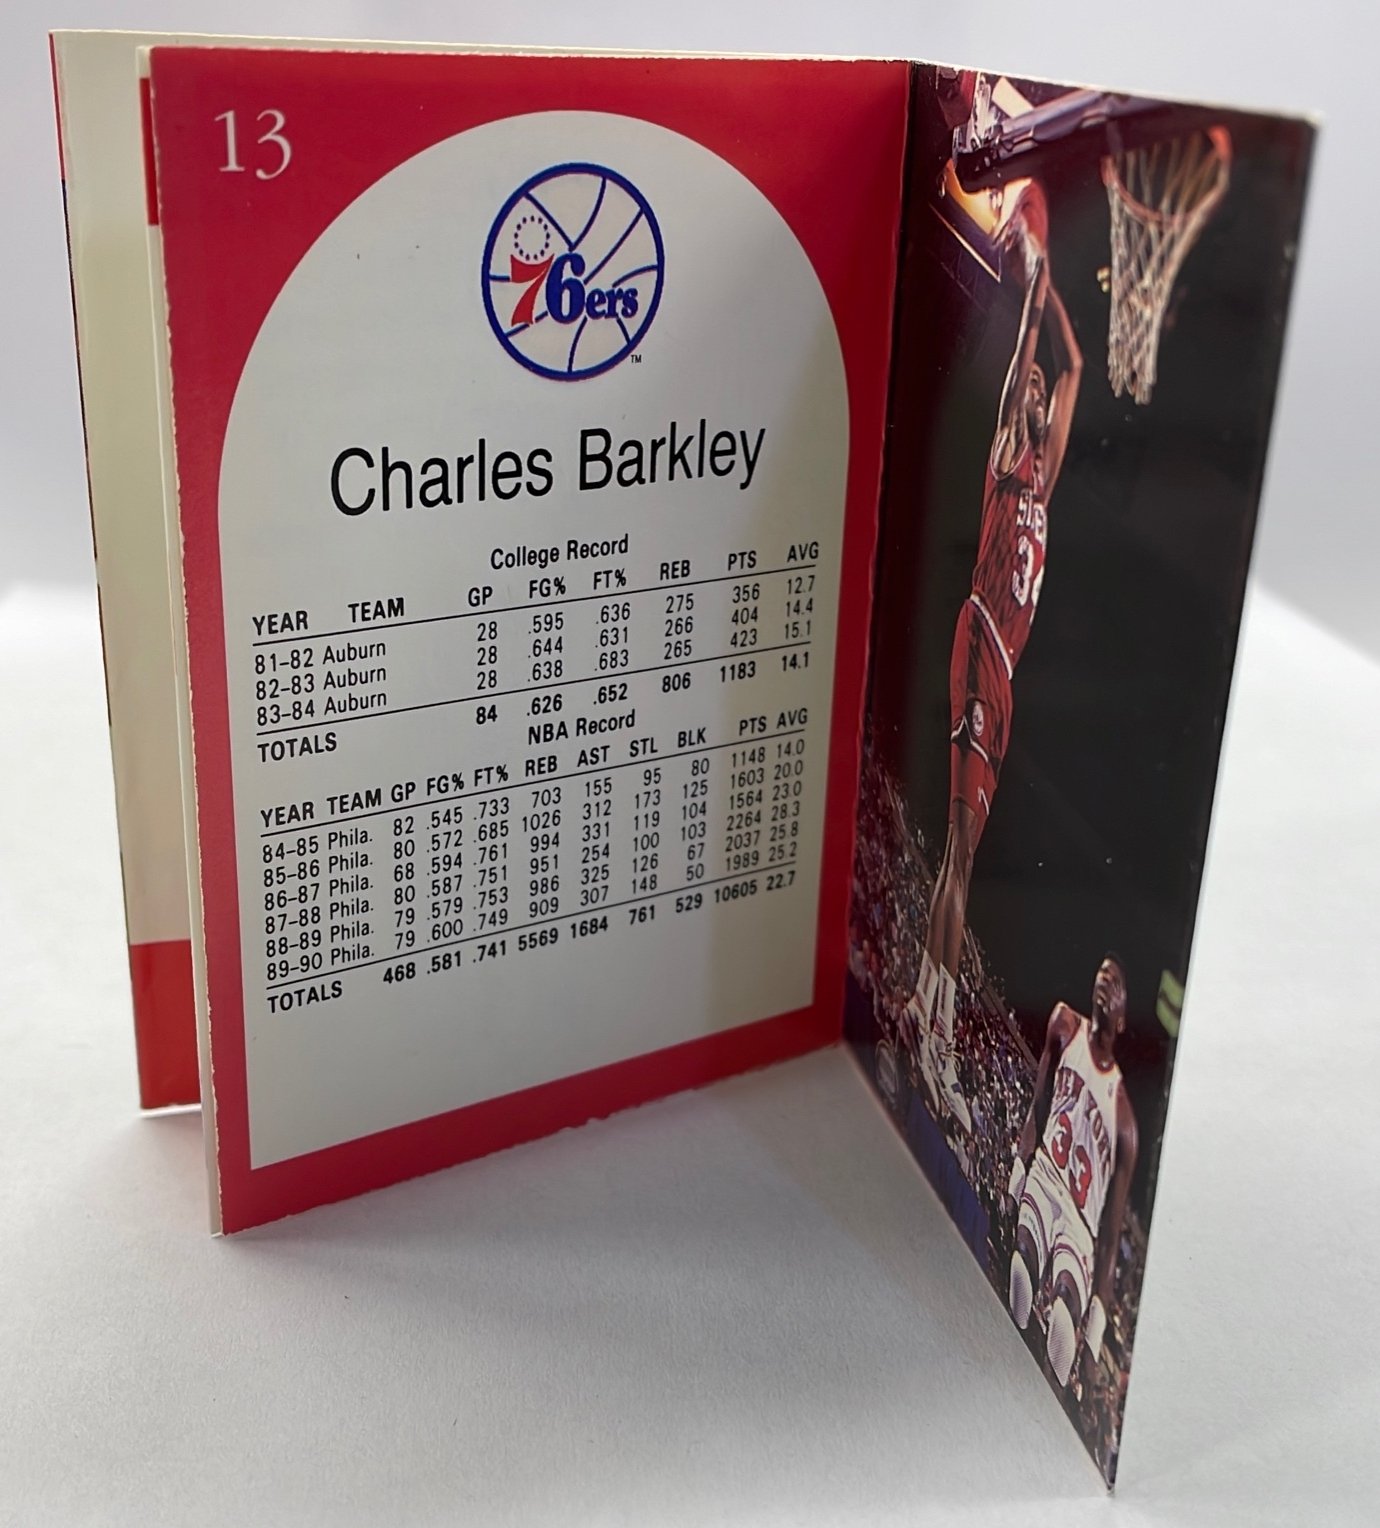 13
76ers
TM
Charles Barkley
College Record
YEAR TEAM GP FG% FT% REB PTS AVG
81–82 Auburn 28 .595 .636 275 356 12.7
82–83 Auburn 28 .644 .631 266 404 14.4
83–84 Auburn 28 .638 .683 265 423 15.1
TOTALS 84 .626 .652 806 1183 14.1
NBA Record
YEAR TEAM GP FG% FT% REB AST STL BLK PTS AVG
84–85 Phila. 82 .545 .733 703 155 95 80 1148 14.0
85–86 Phila. 80 .572 .685 1026 312 173 125 1603 20.0
86–87 Phila. 68 .594 .761 994 331 119 104 1564 23.0
87–88 Phila. 80 .587 .751 951 254 100 103 2264 28.3
88–89 Phila. 79 .579 .753 986 325 126 67 2037 25.8
89–90 Phila. 79 .600 .749 909 307 148 50 1989 25.2
TOTALS 468 .581 .741 5569 1684 761 529 10605 22.7
NEW YORK
33